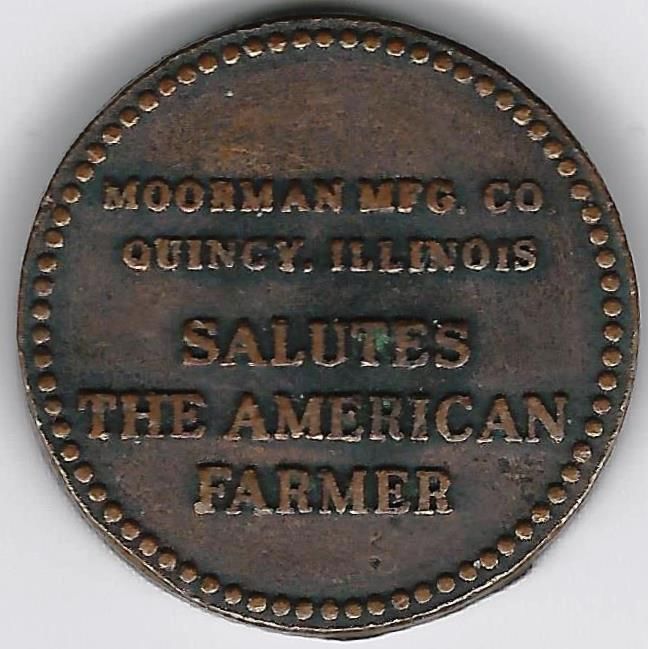 MOORMAN MFG. CO
QUINCY, ILLINOIS
SALUTES
THE AMERICAN
FARMER